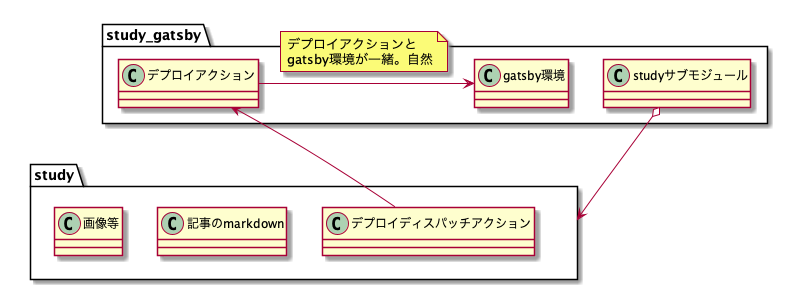 study_gatsby
デプロイアクションと
gatsby環境が一緒。自然
C デプロイアクション
C gatsby環境
C studyサブモジュール
study
C 画像等
C 記事のmarkdown
C デプロイディスパッチアクション